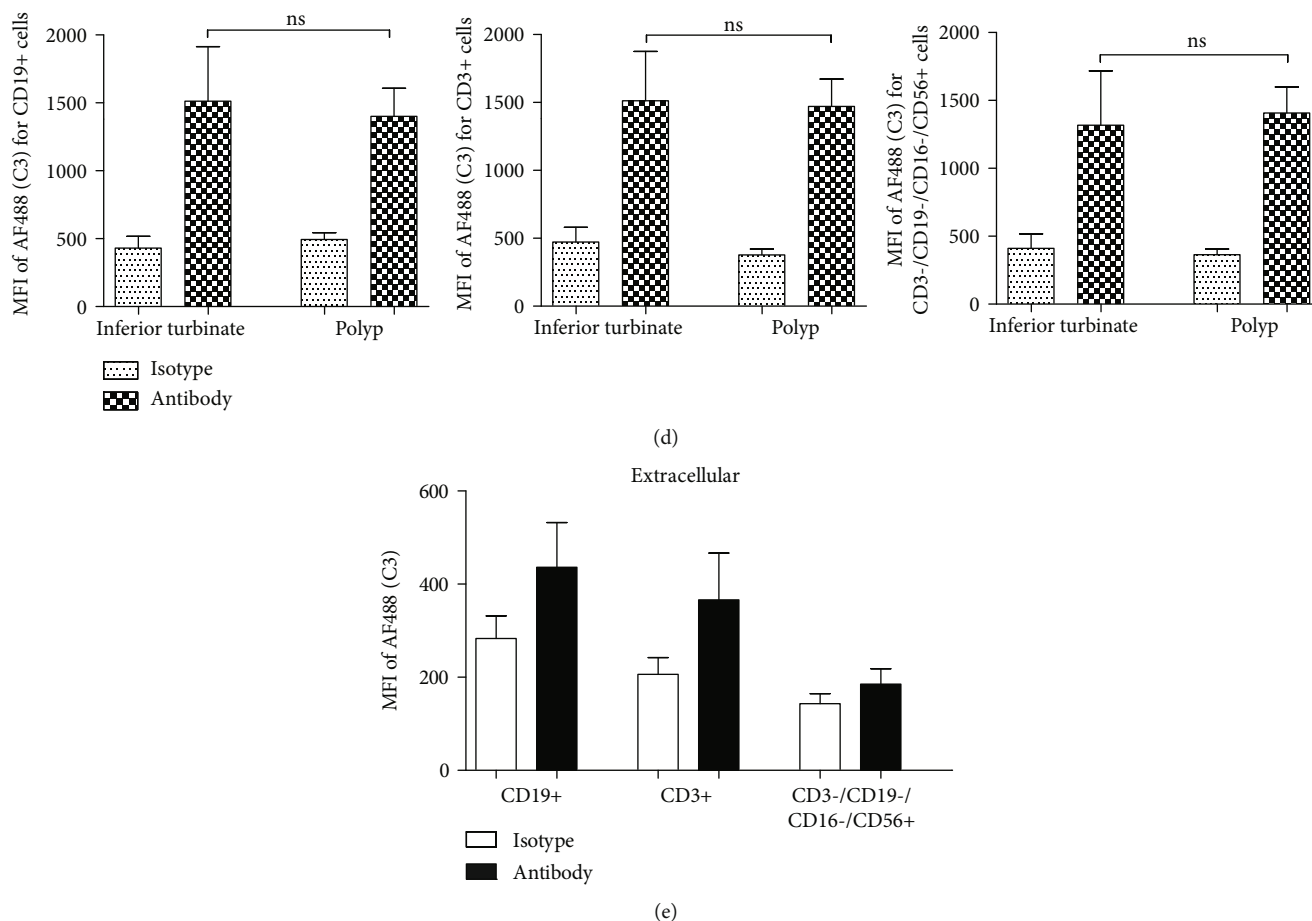 MFI of AF488 (C3) for CD19+ cells
2000
1500
1000
500
0
ns
Inferior turbinate
Polyp
Isotype
Antibody
MFI of AF488 (C3) for CD3+ cells
2000
1500
1000
500
0
ns
Inferior turbinate
Polyp
MFI of AF488 (C3) for
CD3-/CD19-/CD16-/CD56+ cells
2000
1500
1000
500
0
ns
Inferior turbinate
Polyp
(d)
Extracellular
MFI of AF488 (C3)
600
400
200
0
CD19+
CD3+
CD3-/CD19-/
CD16-/CD56+
Isotype
Antibody
(e)